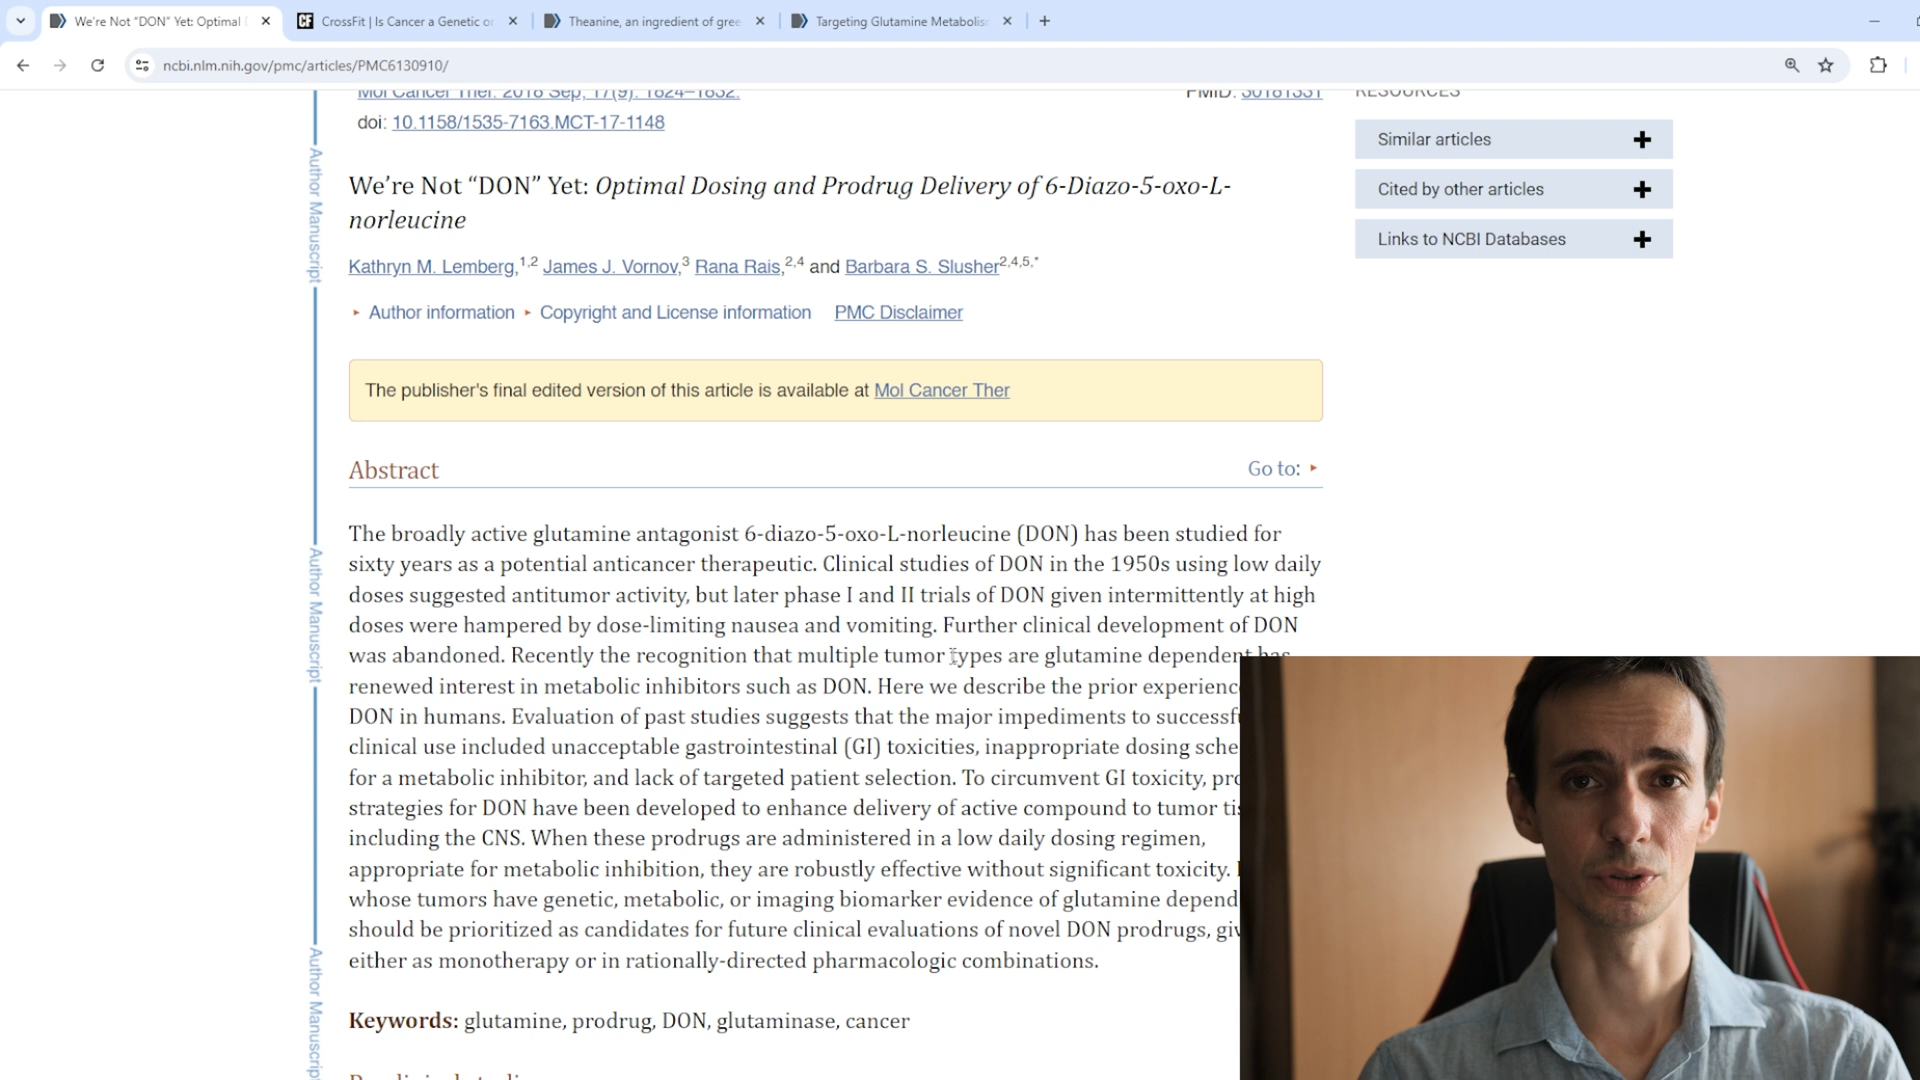 We're Not "DON" Yet: Optimal
CrossFit | Is Cancer a Genetic or
Theanine, an ingredient of gree
Targeting Glutamine Metabolis
ncbi.nlm.nih.gov/pmc/articles/PMC6130910/
Mol Cancer Ther. 2018 Sep; 17(9): 1824–1832.
PMID: 30181331
RESOURCES
doi: 10.1158/1535-7163.MCT-17-1148
Similar articles
Cited by other articles
Links to NCBI Databases
We’re Not “DON” Yet: Optimal Dosing and Prodrug Delivery of 6-Diazo-5-oxo-L-
norleucine
Kathryn M. Lemberg,1,2 James J. Vornov,3 Rana Rais,2,4 and Barbara S. Slusher2,4,5,*
Author information Copyright and License information PMC Disclaimer
The publisher's final edited version of this article is available at Mol Cancer Ther
Abstract
Go to:
The broadly active glutamine antagonist 6-diazo-5-oxo-L-norleucine (DON) has been studied for
sixty years as a potential anticancer therapeutic. Clinical studies of DON in the 1950s using low daily
doses suggested antitumor activity, but later phase I and II trials of DON given intermittently at high
doses were hampered by dose-limiting nausea and vomiting. Further clinical development of DON
was abandoned. Recently the recognition that multiple tumor types are glutamine dependent has
renewed interest in metabolic inhibitors such as DON. Here we describe the prior experienc
DON in humans. Evaluation of past studies suggests that the major impediments to successf
clinical use included unacceptable gastrointestinal (GI) toxicities, inappropriate dosing sche
for a metabolic inhibitor, and lack of targeted patient selection. To circumvent GI toxicity, pro
strategies for DON have been developed to enhance delivery of active compound to tumor tis
including the CNS. When these prodrugs are administered in a low daily dosing regimen,
appropriate for metabolic inhibition, they are robustly effective without significant toxicity.
whose tumors have genetic, metabolic, or imaging biomarker evidence of glutamine depend
should be prioritized as candidates for future clinical evaluations of novel DON prodrugs, giv
either as monotherapy or in rationally-directed pharmacologic combinations.
Keywords: glutamine, prodrug, DON, glutaminase, cancer
Author Manuscript
Author Manuscript
Author Manuscript